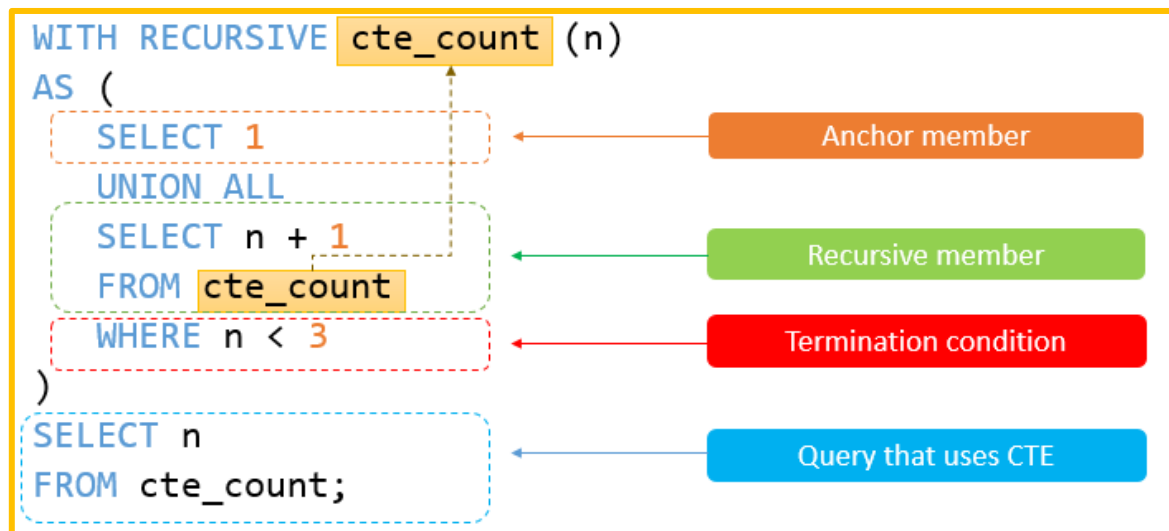 WITH RECURSIVE cte_count (n)
AS (
SELECT 1
Anchor member
UNION ALL
SELECT n + 1
FROM cte_count
Recursive member
WHERE n < 3
Termination condition
)
SELECT n
FROM cte_count;
Query that uses CTE